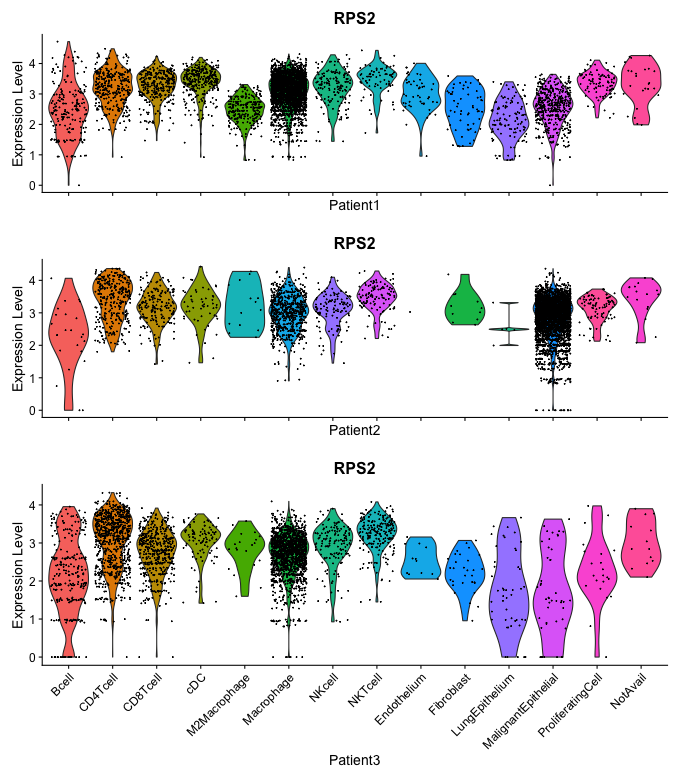 RPS2
Expression Level
4
3
2
1
0
Patient1
RPS2
Expression Level
4
3
2
1
0
Patient2
RPS2
Expression Level
4
3
2
1
0
Bcell
CD4Tcell
CD8Tcell
cDC
M2Macrophage
Macrophage
NKcell
NKTcell
Endothelium
Fibroblast
LungEpithelium
MalignantEpithelial
ProliferatingCell
NotAvail
Patient3